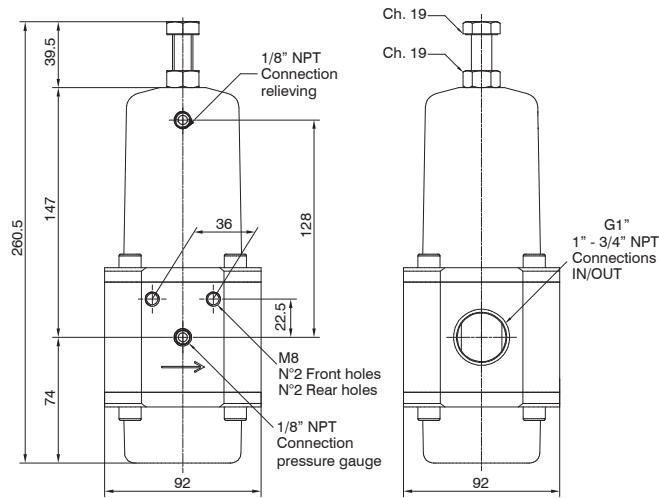 39.5
147
260.5
74
1/8” NPT
Connection
relieving
36
128
22.5
M8
N°2 Front holes
N°2 Rear holes
1/8” NPT
Connection
pressure gauge
92
Ch. 19
Ch. 19
G1”
1” - 3/4” NPT
Connections
IN/OUT
92